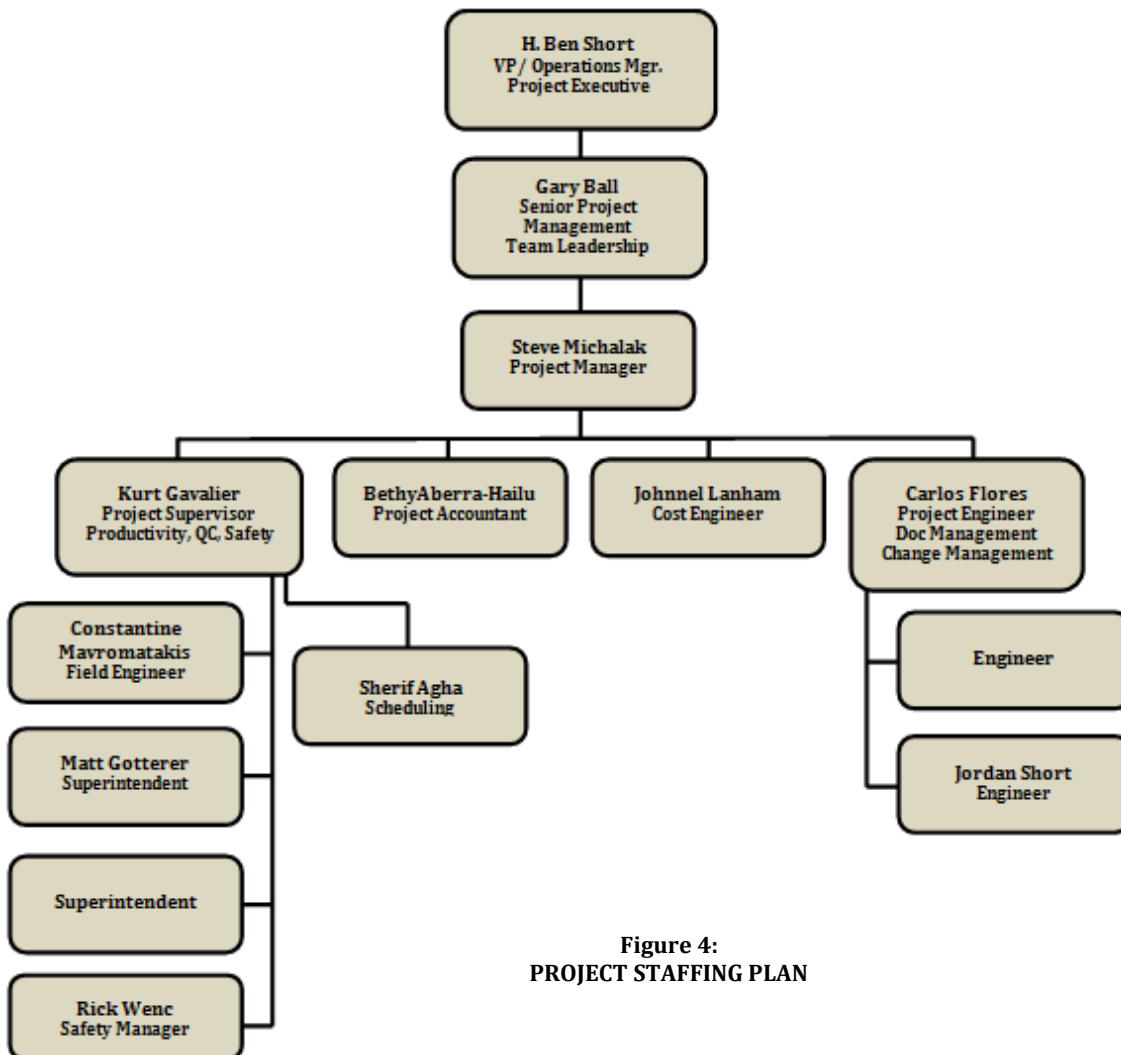 H. Ben Short
VP/ Operations Mgr.
Project Executive
Gary Ball
Senior Project
Management
Team Leadership
Steve Michalak
Project Manager
Kurt Gavalier
Project Supervisor
Productivity, QC, Safety
BethyAberra-Hailu
Project Accountant
Johnnel Lanham
Cost Engineer
Carlos Flores
Project Engineer
Doc Management
Change Management
Constantine
Mavromatakis
Field Engineer
Sherif Agha
Scheduling
Engineer
Matt Gotterer
Superintendent
Jordan Short
Engineer
Superintendent
Rick Wenc
Safety Manager
Figure 4:
PROJECT STAFFING PLAN